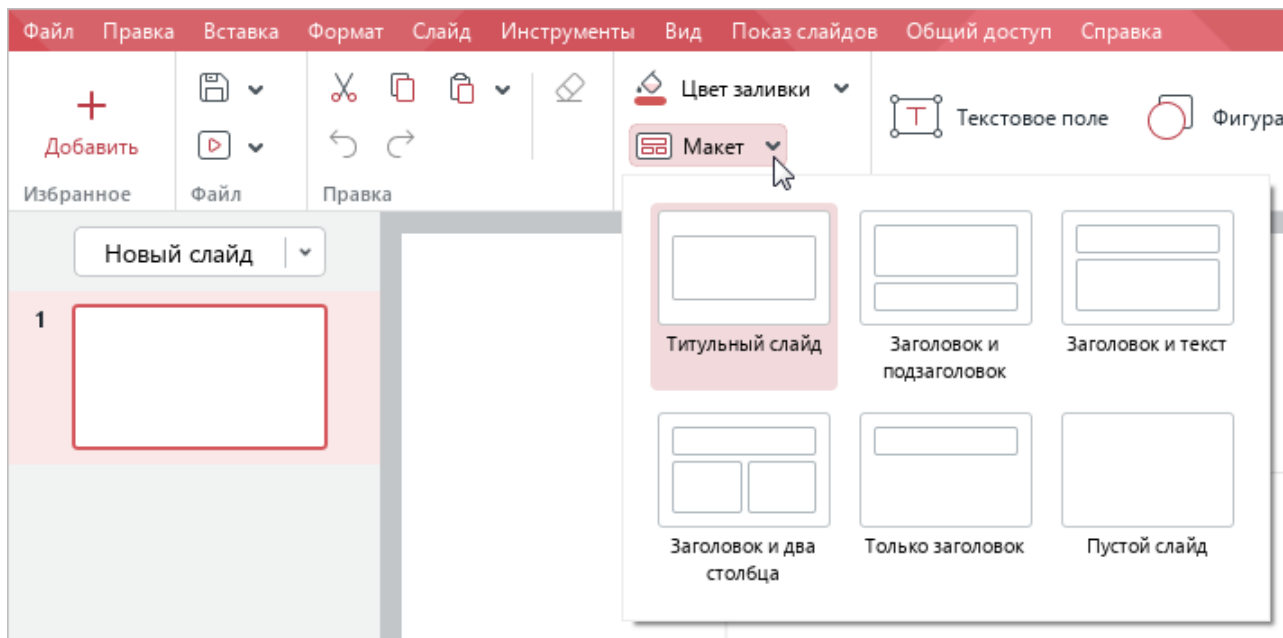 Файл Правка Вставка Формат Слайд Инструменты Вид Показ слайдов Общий доступ Справка
Цвет заливки
Текстовое поле Фигура
Добавить
Макет
Избранное Файл Правка
Новый слайд
1
Титульный слайд
Заголовок и
подзаголовок
Заголовок и текст
Заголовок и два
столбца
Только заголовок
Пустой слайд